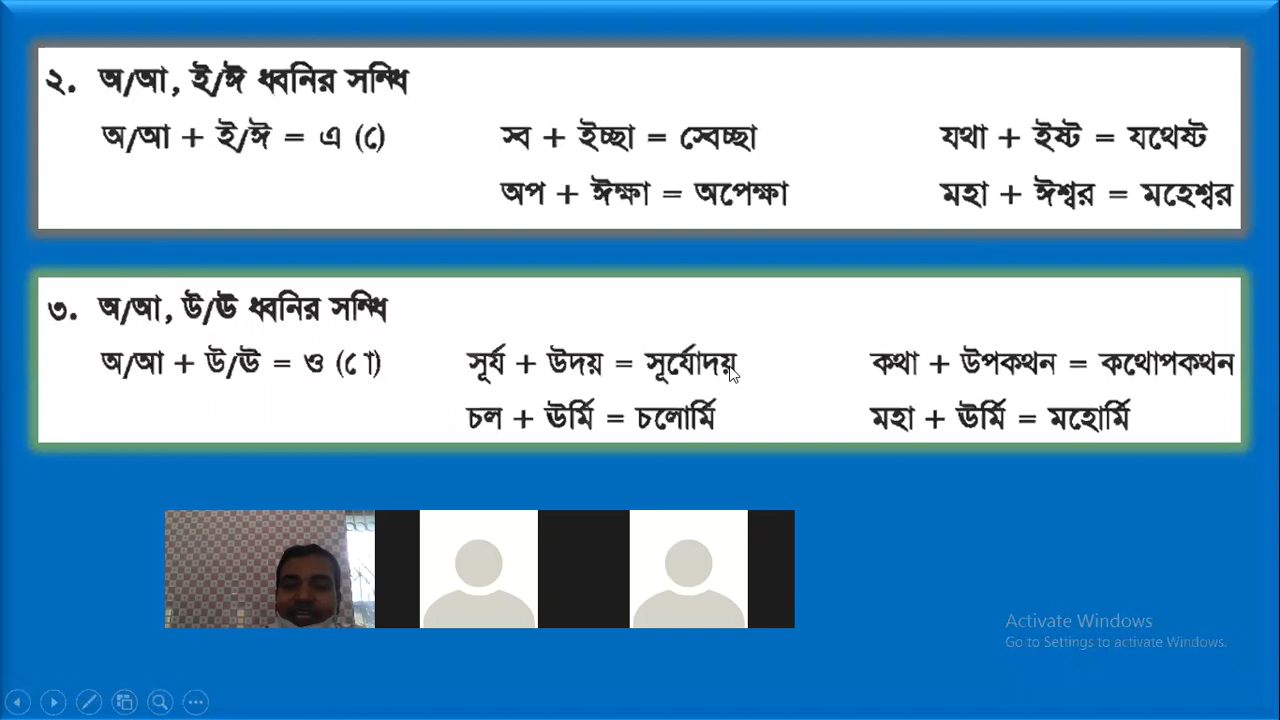 ২. অ/আ, ই/ঈ ধ্বনির সন্ধি
অ/আ + ই/ঈ = এ (ে) স্ব + ইচ্ছা = স্বেচ্ছা যথা + ইষ্ট = যথেষ্ট
অপ + ঈক্ষা = অপেক্ষা মহা + ঈশ্বর = মহেশ্বর
৩. অ/আ, উ/ঊ ধ্বনির সন্ধি
অ/আ + উ/ঊ = ও (ো) সূর্য + উদয় = সূর্যোদয় কথা + উপকথন = কথোপকথন
চল + ঊর্মি = চলোর্মি মহা + ঊর্মি = মহোর্মি
Activate Windows
Go to Settings to activate Windows.